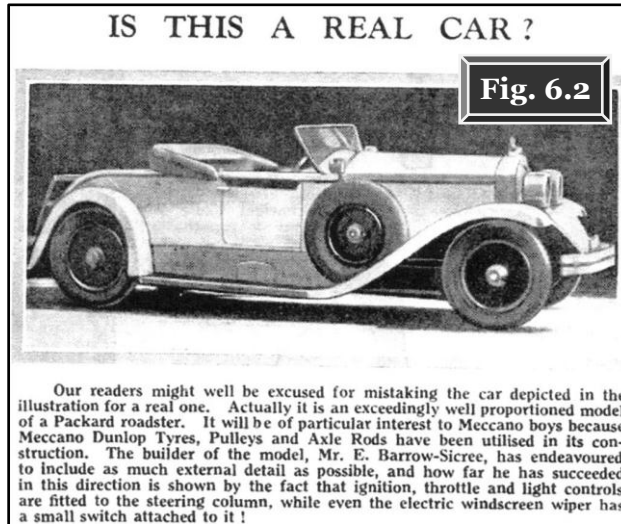 IS THIS A REAL CAR ?
Fig. 6.2
Our readers might well be excused for mistaking the car depicted in the
illustration for a real one. Actually it is an exceedingly well proportioned model
of a Packard roadster. It will be of particular interest to Meccano boys because
Meccano Dunlop Tyres, Pulleys and Axle Rods have been utilised in its con-
struction. The builder of the model, Mr. E. Barrow-Sicree, has endeavoured
to include as much external detail as possible, and how far he has succeeded
in this direction is shown by the fact that ignition, throttle and light controls
are fitted to the steering column, while even the electric windscreen wiper has
a small switch attached to it !